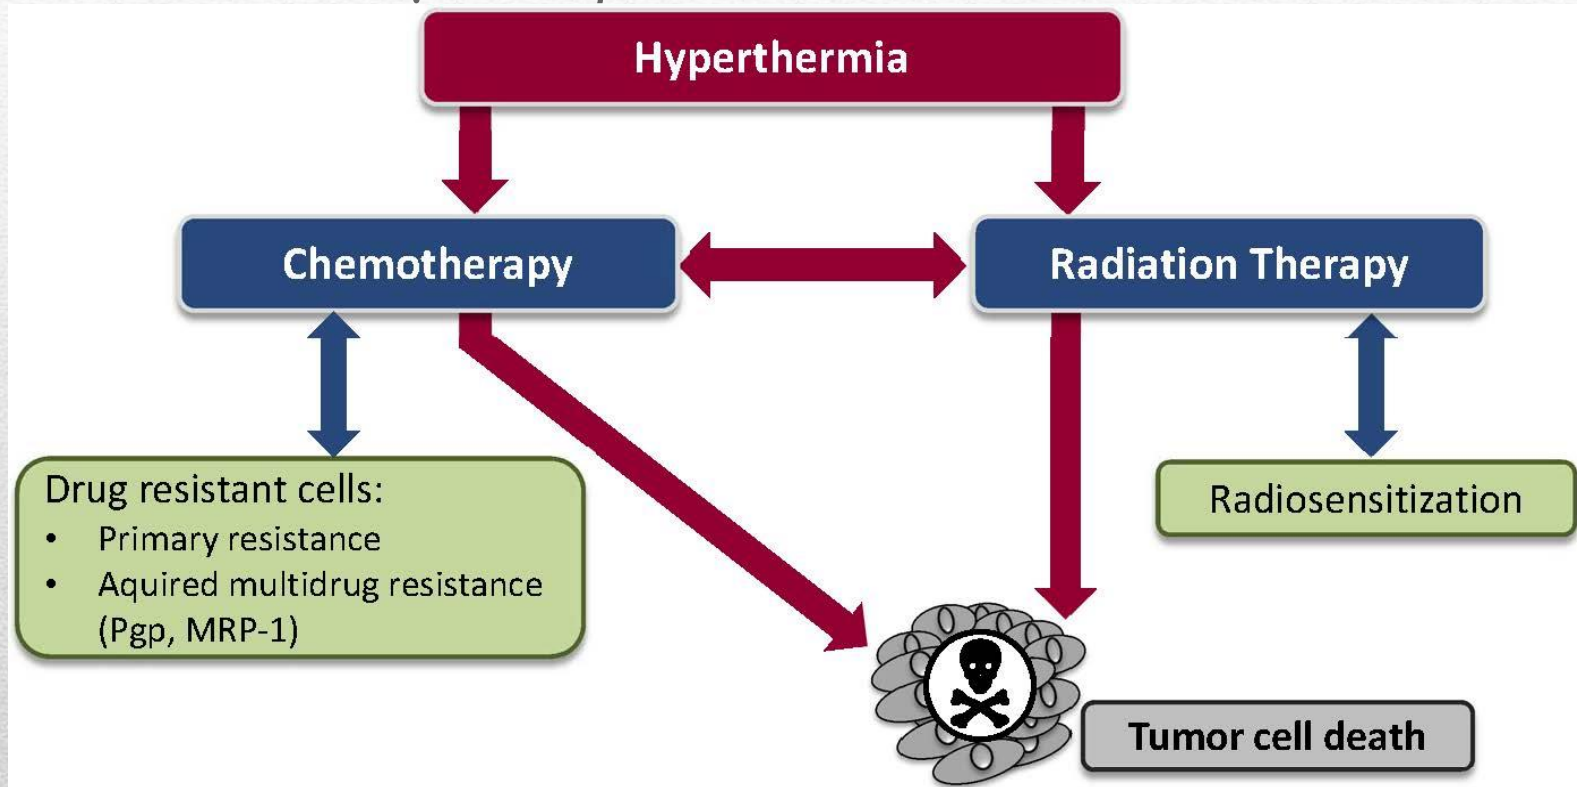 Hyperthermia
Chemotherapy
Radiation Therapy
Drug resistant cells:
• Primary resistance
• Aquired multidrug resistance
(Pgp, MRP-1)
Radiosensitization
Tumor cell death